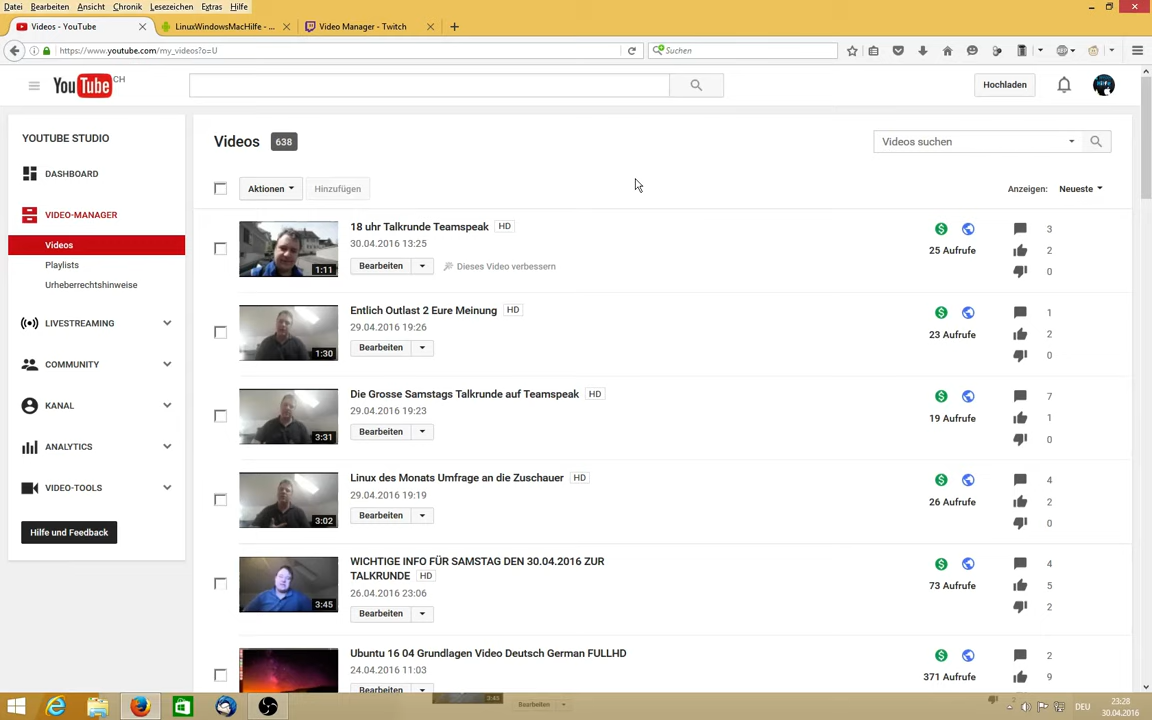 Datei Bearbeiten Ansicht Chronik Lesezeichen Extras Hilfe
Videos - YouTube LinuxWindowsMacHilfe - ... Video Manager - Twitch
https://www.youtube.com/my_videos?o=U Suchen
YouTube CH Hochladen
YOUTUBE STUDIO
DASHBOARD
VIDEO-MANAGER
Videos
Playlists
Urheberrechtshinweise
LIVESTREAMING
COMMUNITY
KANAL
ANALYTICS
VIDEO-TOOLS
Hilfe und Feedback
Videos 638 Videos suchen
Aktionen Hinzufügen Anzeigen: Neueste
18 uhr Talkrunde Teamspeak HD 3
30.04.2016 13:25 25 Aufrufe 2
1:11 Bearbeiten Dieses Video verbessern 0
Entlich Outlast 2 Eure Meinung HD 1
29.04.2016 19:26 23 Aufrufe 2
1:30 Bearbeiten 0
Die Grosse Samstags Talkrunde auf Teamspeak HD 7
29.04.2016 19:23 19 Aufrufe 1
3:31 Bearbeiten 0
Linux des Monats Umfrage an die Zuschauer HD 4
29.04.2016 19:19 26 Aufrufe 2
3:02 Bearbeiten 0
WICHTIGE INFO FÜR SAMSTAG DEN 30.04.2016 ZUR 4
TALKRUNDE HD
26.04.2016 23:06 73 Aufrufe 5
3:45 Bearbeiten 2
Ubuntu 16 04 Grundlagen Video Deutsch German FULLHD 2
24.04.2016 11:03 371 Aufrufe 9
Bearbeiten
3:45 Bearbeiten 2
DEU 23:28
30.04.2016